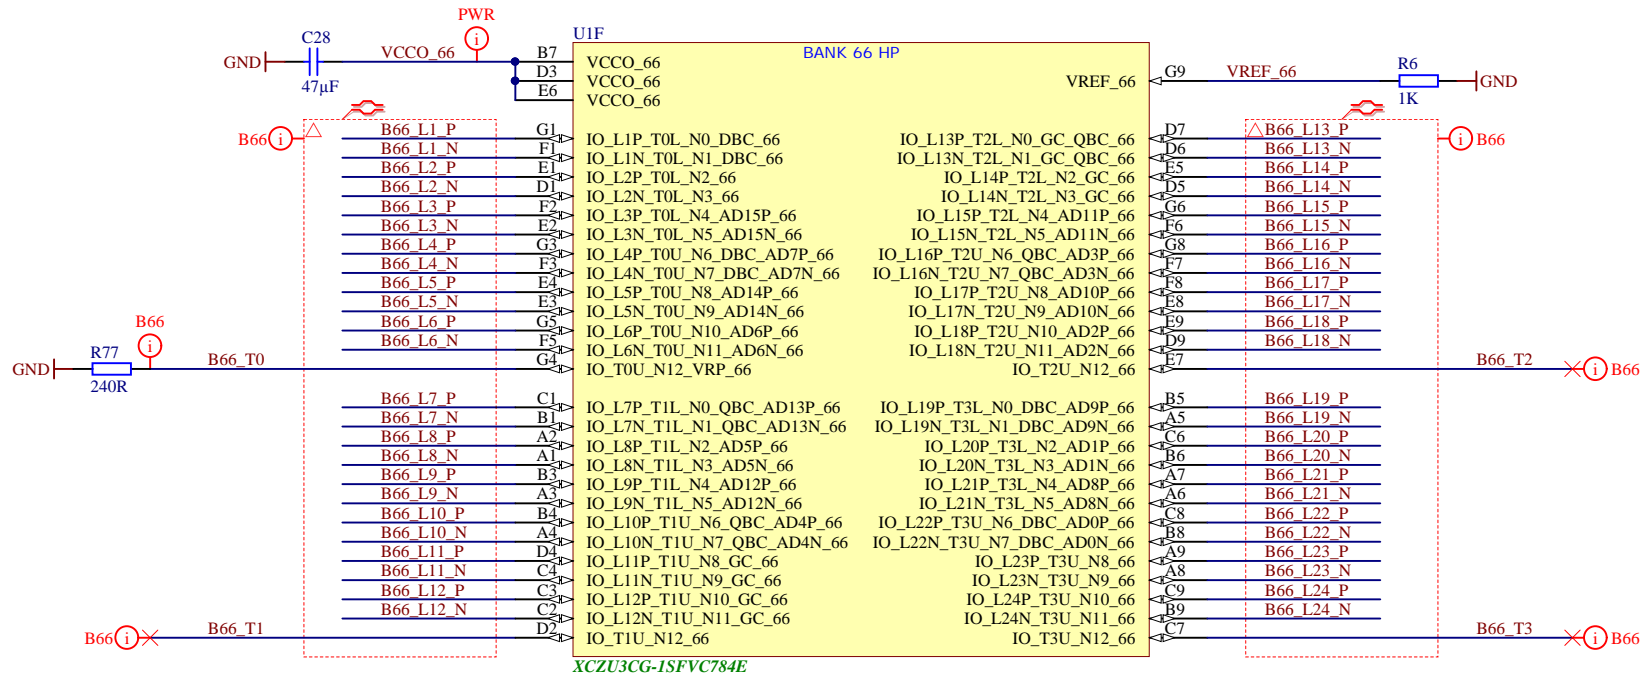 PWR
U1F
C28
BANK 66 HP
GND VCCO_66 B7 VCCO_66
47µF
D3 VCCO_66
E6 VCCO_66
VREF_66 G9 VREF_66 R6 GND
1K
B66 i B66_L1_P G1 IO_L1P_T0L_N0_DBC_66 IO_L13P_T2L_N0_GC_QBC_66 D7 B66_L13_P i B66
B66_L1_N F1 IO_L1N_T0L_N1_DBC_66 IO_L13N_T2L_N1_GC_QBC_66 D6 B66_L13_N
B66_L2_P E1 IO_L2P_T0L_N2_66 IO_L14P_T2L_N2_GC_66 E5 B66_L14_P
B66_L2_N D1 IO_L2N_T0L_N3_66 IO_L14N_T2L_N3_GC_66 D5 B66_L14_N
B66_L3_P F2 IO_L3P_T0L_N4_AD15P_66 IO_L15P_T2L_N4_AD11P_66 G6 B66_L15_P
B66_L3_N E2 IO_L3N_T0L_N5_AD15N_66 IO_L15N_T2L_N5_AD11N_66 F6 B66_L15_N
B66_L4_P G3 IO_L4P_T0U_N6_DBC_AD7P_66 IO_L16P_T2U_N6_QBC_AD3P_66 G8 B66_L16_P
B66_L4_N F3 IO_L4N_T0U_N7_DBC_AD7N_66 IO_L16N_T2U_N7_QBC_AD3N_66 F7 B66_L16_N
B66_L5_P E4 IO_L5P_T0U_N8_AD14P_66 IO_L17P_T2U_N8_AD10P_66 F8 B66_L17_P
B66_L5_N E3 IO_L5N_T0U_N9_AD14N_66 IO_L17N_T2U_N9_AD10N_66 E8 B66_L17_N
B66_L6_P G5 IO_L6P_T0U_N10_AD6P_66 IO_L18P_T2U_N10_AD2P_66 E9 B66_L18_P
B66_L6_N F5 IO_L6N_T0U_N11_AD6N_66 IO_L18N_T2U_N11_AD2N_66 D9 B66_L18_N
B66
R77
GND B66_T0 G4 IO_T0U_N12_VRP_66 IO_T2U_N12_66 E7 B66_T2 i B66
240R
B66_L7_P C1 IO_L7P_T1L_N0_QBC_AD13P_66 IO_L19P_T3L_N0_DBC_AD9P_66 B5 B66_L19_P
B66_L7_N B1 IO_L7N_T1L_N1_QBC_AD13N_66 IO_L19N_T3L_N1_DBC_AD9N_66 A5 B66_L19_N
B66_L8_P A2 IO_L8P_T1L_N2_AD5P_66 IO_L20P_T3L_N2_AD1P_66 C6 B66_L20_P
B66_L8_N A1 IO_L8N_T1L_N3_AD5N_66 IO_L20N_T3L_N3_AD1N_66 B6 B66_L20_N
B66_L9_P B3 IO_L9P_T1L_N4_AD12P_66 IO_L21P_T3L_N4_AD8P_66 A7 B66_L21_P
B66_L9_N A3 IO_L9N_T1L_N5_AD12N_66 IO_L21N_T3L_N5_AD8N_66 A6 B66_L21_N
B66_L10_P B4 IO_L10P_T1U_N6_QBC_AD4P_66 IO_L22P_T3U_N6_DBC_AD0P_66 C8 B66_L22_P
B66_L10_N A4 IO_L10N_T1U_N7_QBC_AD4N_66 IO_L22N_T3U_N7_DBC_AD0N_66 B8 B66_L22_N
B66_L11_P D4 IO_L11P_T1U_N8_GC_66 IO_L23P_T3U_N8_66 A9 B66_L23_P
B66_L11_N C4 IO_L11N_T1U_N9_GC_66 IO_L23N_T3U_N9_66 A8 B66_L23_N
B66_L12_P C3 IO_L12P_T1U_N10_GC_66 IO_L24P_T3U_N10_66 C9 B66_L24_P
B66_L12_N C2 IO_L12N_T1U_N11_GC_66 IO_L24N_T3U_N11_66 B9 B66_L24_N
B66 i B66_T1 D2 IO_T1U_N12_66 IO_T3U_N12_66 C7 B66_T3 i B66
XCZU3CG-1SFVC784E